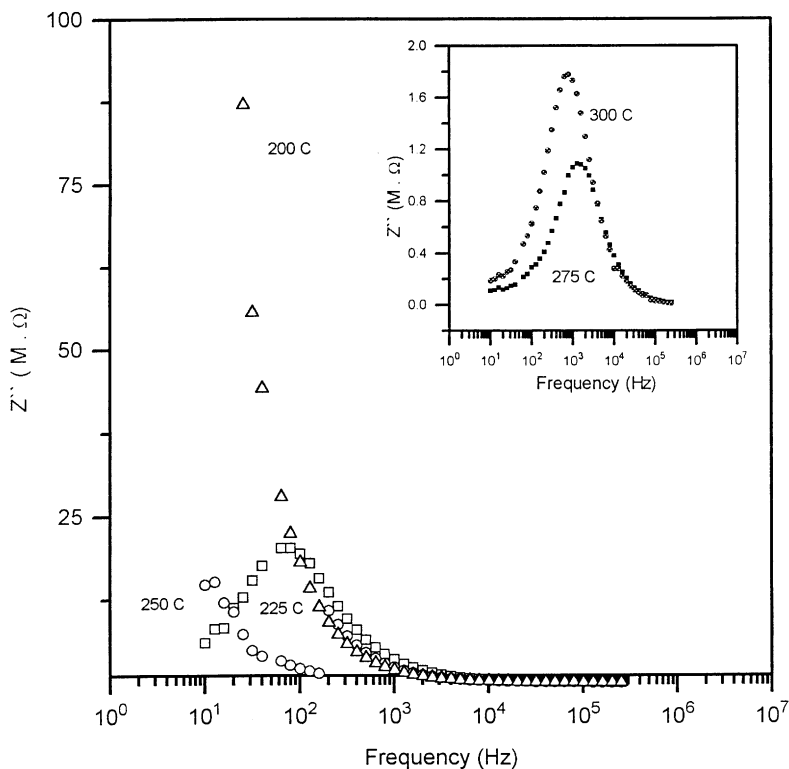 100
75
50
25
Z`` ( M . Ω)
200 C
250 C
225 C
10^0 10^1 10^2 10^3 10^4 10^5 10^6 10^7
Frequency (Hz)
2.0
1.6
1.2
0.8
0.4
0.0
Z`` ( M . Ω)
300 C
275 C
10^0 10^1 10^2 10^3 10^4 10^5 10^6 10^7
Frequency (Hz)